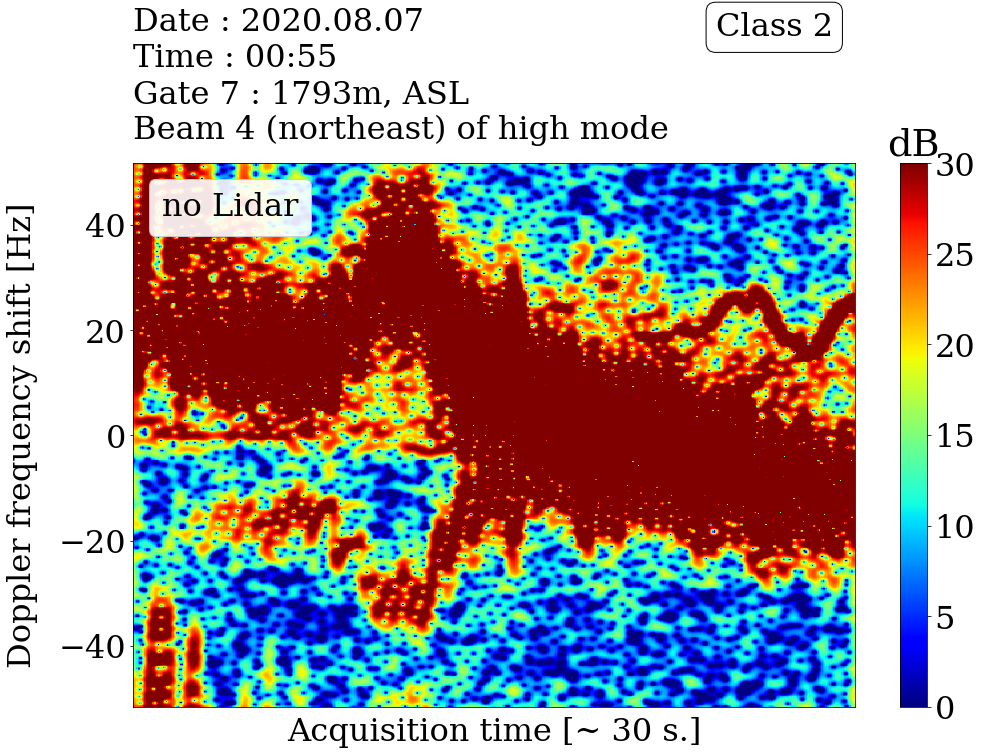 Date : 2020.08.07
Class 2
Time : 00:55
Gate 7 : 1793m, ASL
Beam 4 (northeast) of high mode
dB
no Lidar
Doppler frequency shift [Hz]
40
20
0
−20
−40
30
25
20
15
10
5
0
Acquisition time [~ 30 s.]